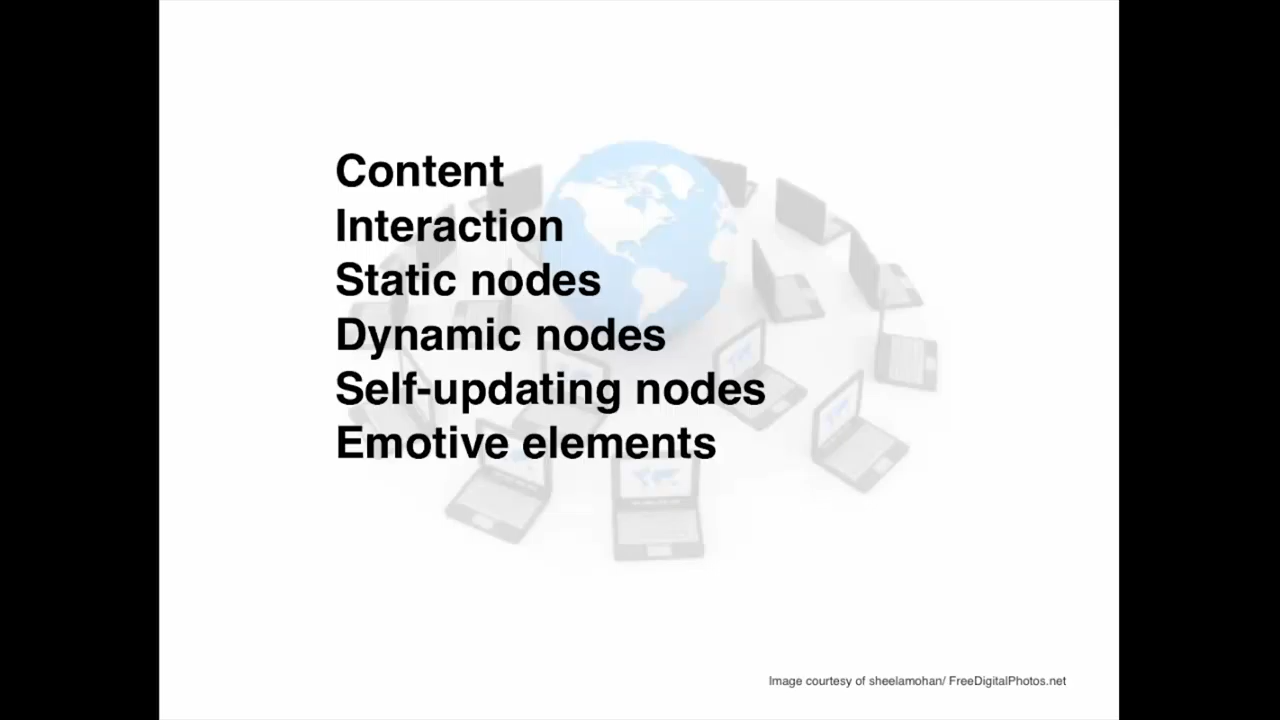 Content
Interaction
Static nodes
Dynamic nodes
Self-updating nodes
Emotive elements
Image courtesy of sheelamohan/ FreeDigitalPhotos.net